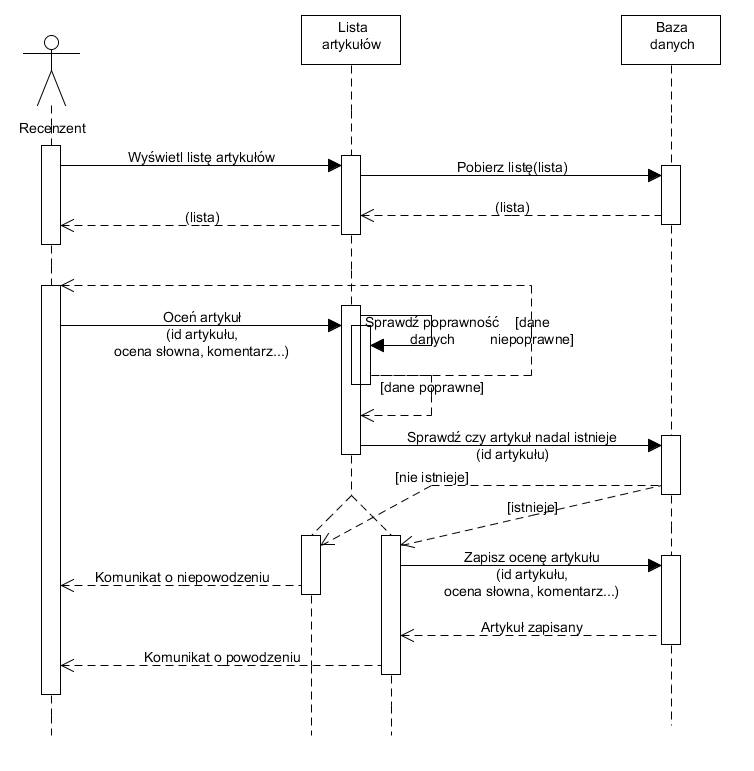 Lista
artykułów
Baza
danych
Recenzent
Wyświetl listę artykułów
Pobierz listę(lista)
(lista)
(lista)
Oceń artykuł
(id artykułu,
ocena słowna, komentarz...)
Sprawdź poprawność
danych
[dane
niepoprawne]
[dane poprawne]
Sprawdź czy artykuł nadal istnieje
(id artykułu)
[nie istnieje]
[istnieje]
Zapisz ocenę artykułu
(id artykułu,
ocena słowna, komentarz...)
Komunikat o niepowodzeniu
Artykuł zapisany
Komunikat o powodzeniu